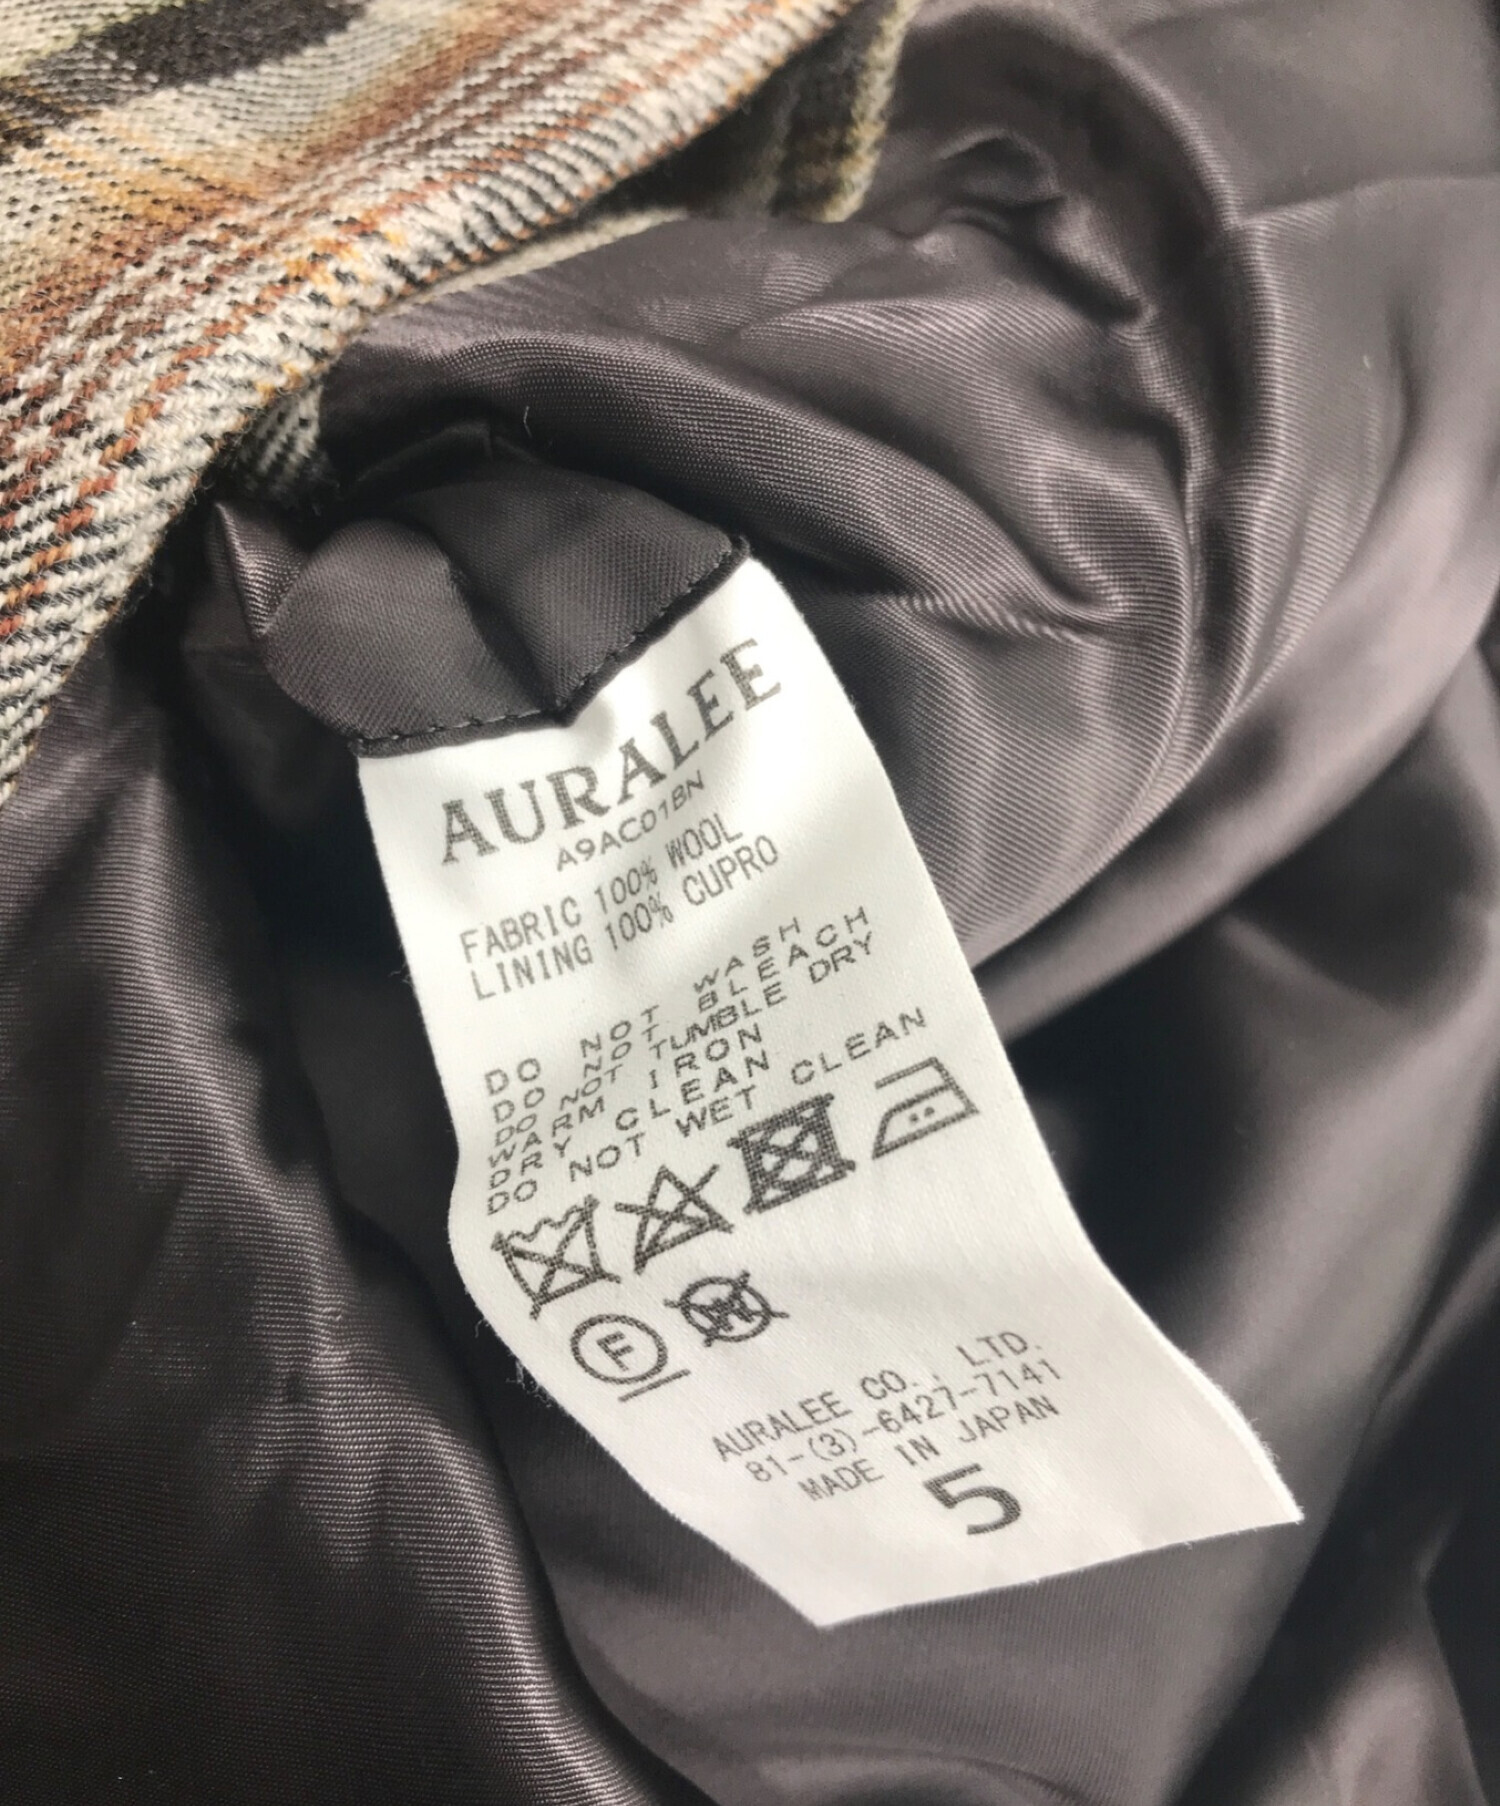 AURALEE
A9AC01BN
FABRIC 100% WOOL
LINING 100% CUPRO
DO NOT WASH
DO NOT BLEACH
DO NOT TUMBLE DRY
WARM IRON
DRY CLEAN
DO NOT WET CLEAN
F
W
AURALEE CO., LTD.
81-(3)-6427-7141
MADE IN JAPAN
5